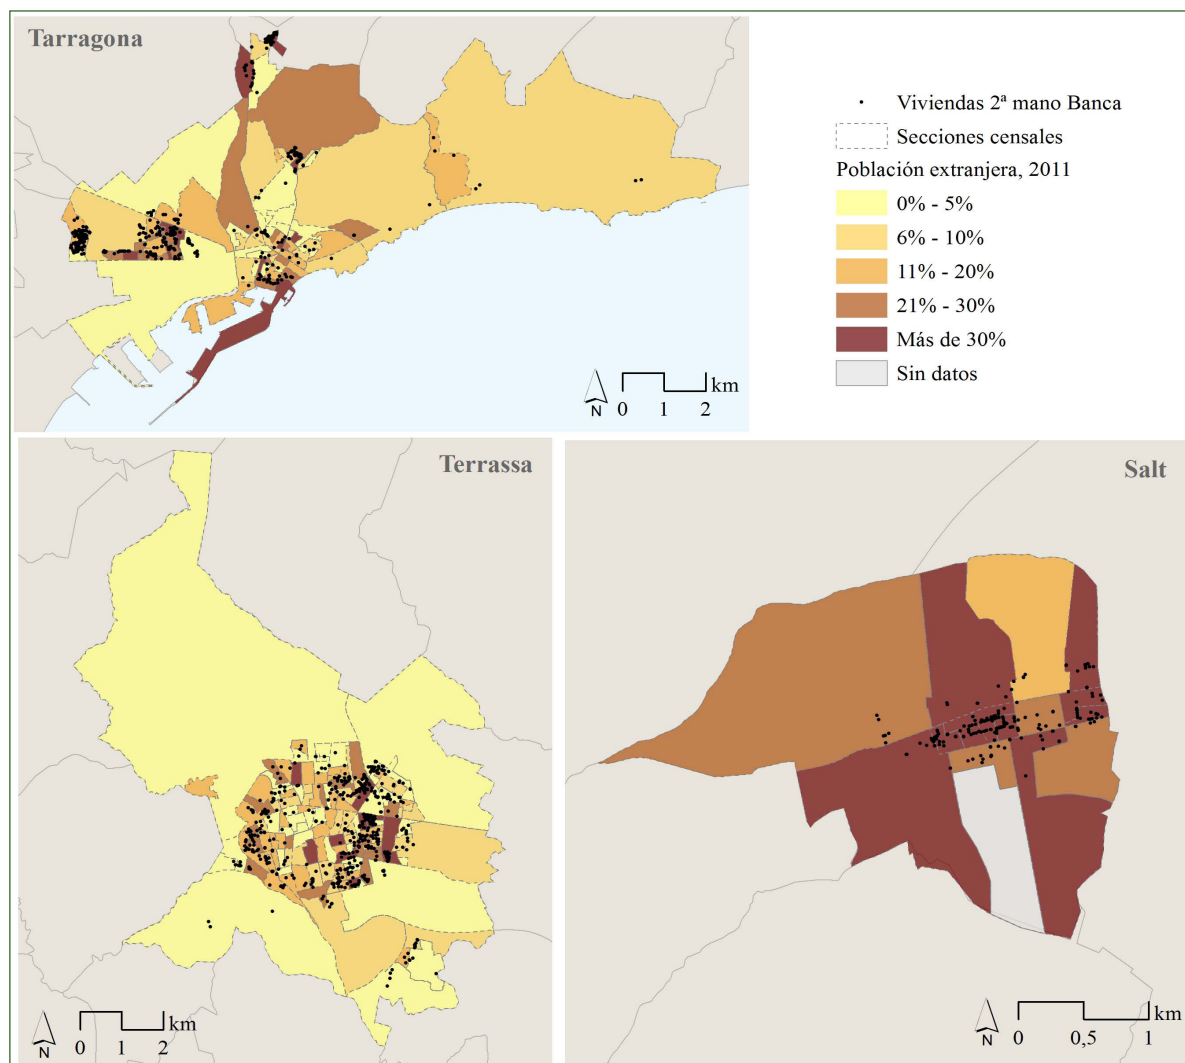 Tarragona
Viviendas 2ª mano Banca
Secciones censales
Población extranjera, 2011
0% - 5%
6% - 10%
11% - 20%
21% - 30%
Más de 30%
Sin datos
N
km
0 1 2
Terrassa
N
km
0 1 2
Salt
N
km
0 0,5 1